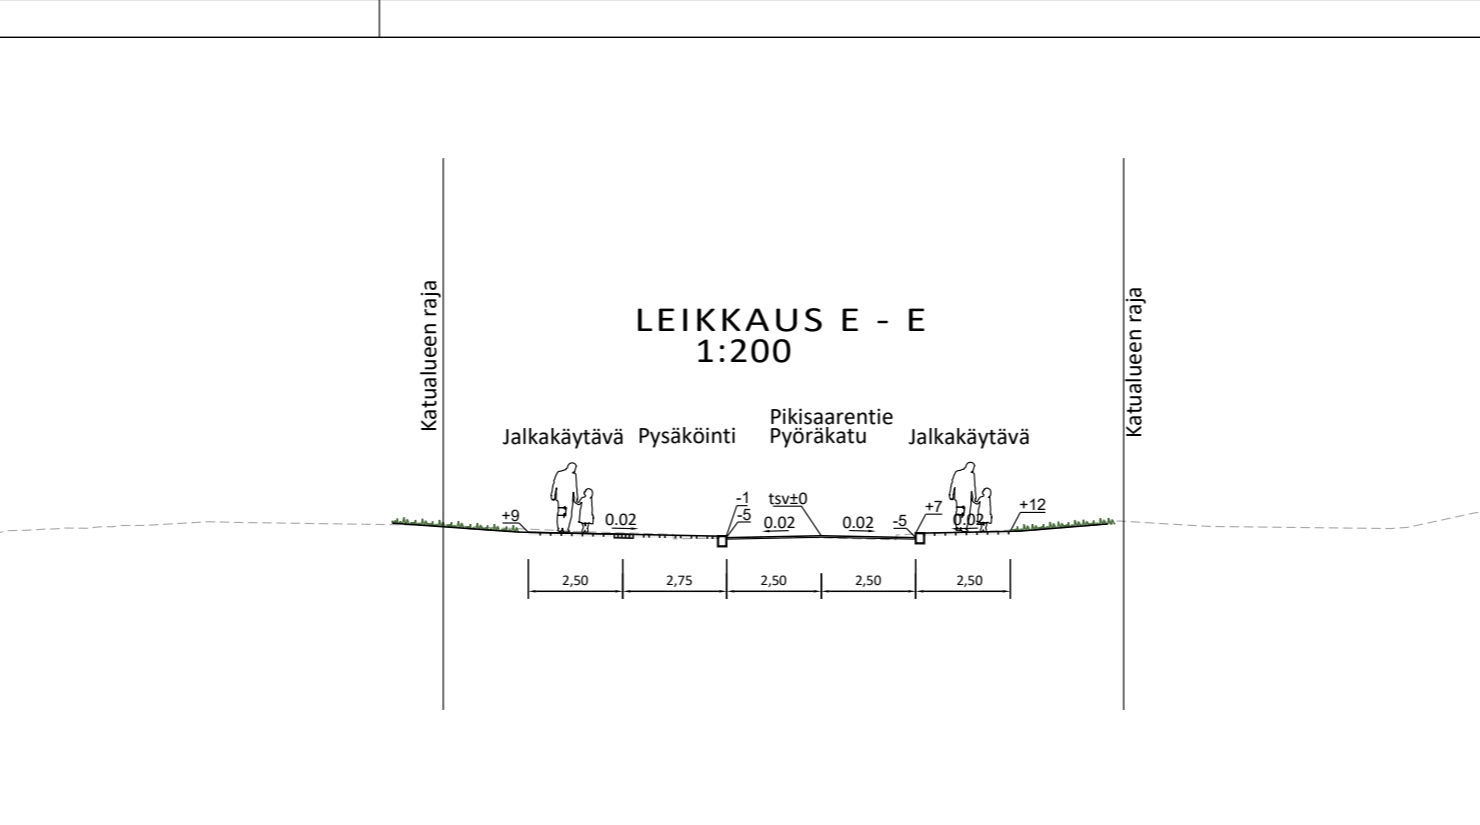 LEIKKAUS E - E
1:200
Katualueen raja
Katualueen raja
Pikisaarentie
Jalkakäytävä Pysäköinti Pyöräkatu Jalkakäytävä
-1 tsv±0 +7 +12
+9 0.02 -5 0.02 0.02 -5 0.02
2,50 2,75 2,50 2,50 2,50